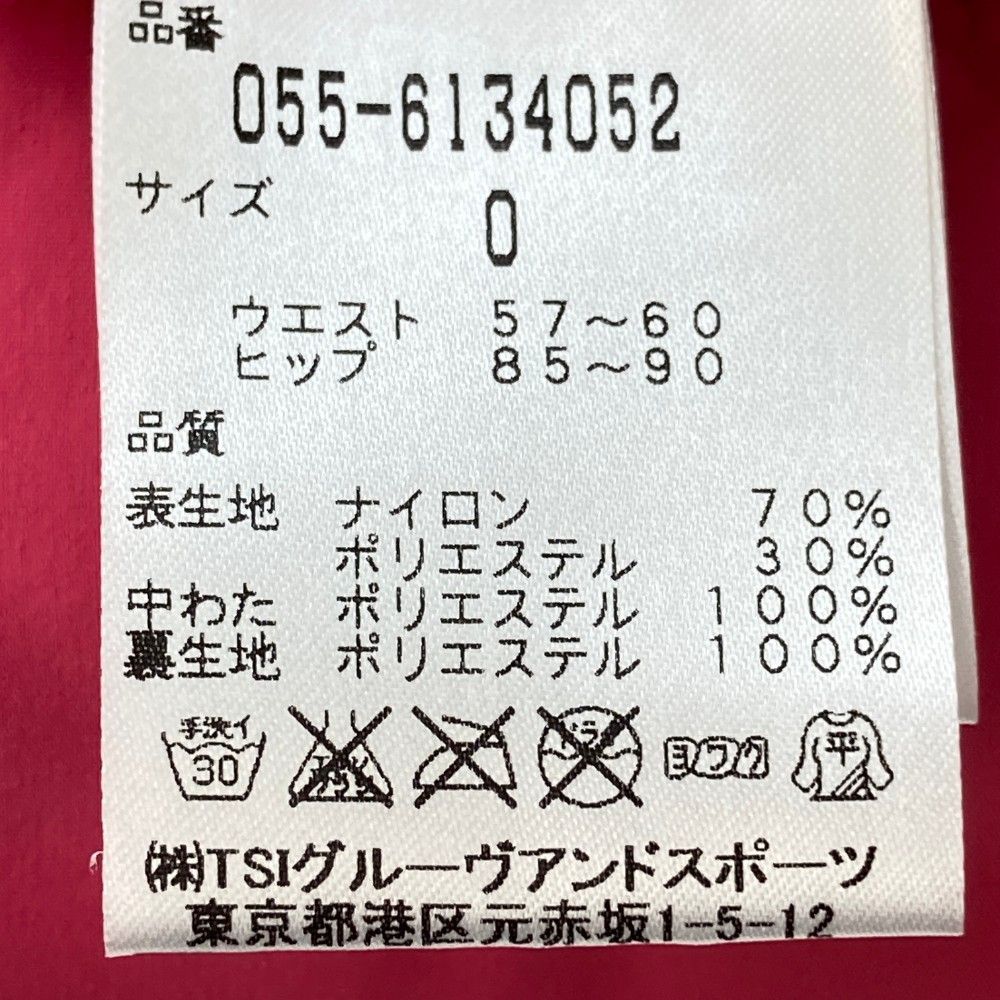 品番
055-6134052
サイズ
0
ウエスト 57～60
ヒップ 85～90
品質
表生地 ナイロン 70%
ポリエステル 30%
中わた ポリエステル 100%
裏生地 ポリエステル 100%
手洗イ 30 ドライ ヨワク 平
㈱TSIグルーヴアンドスポーツ
東京都港区元赤坂1-5-12